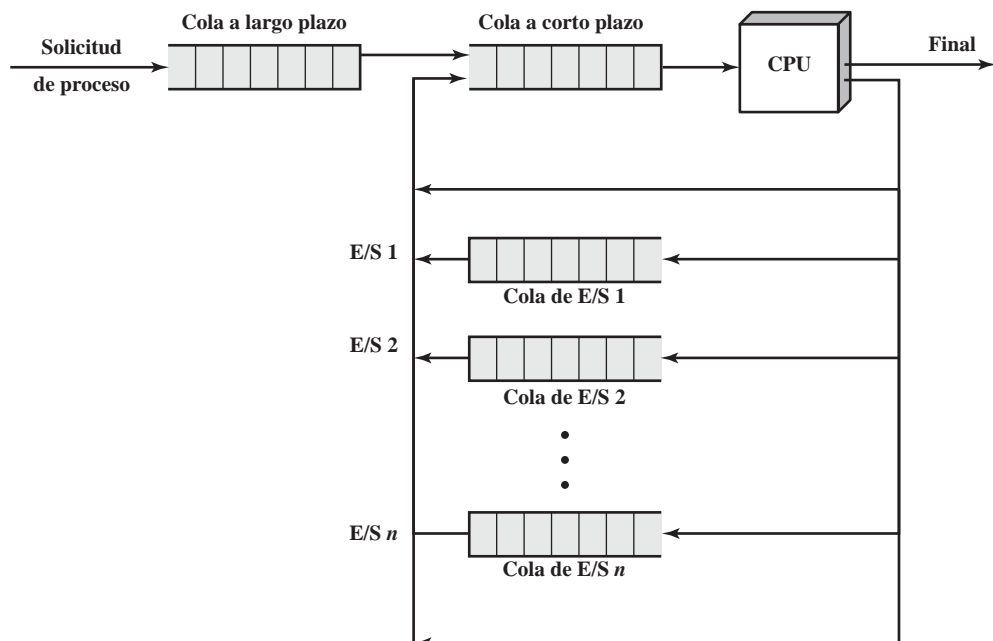 Cola a largo plazo
Cola a corto plazo
Solicitud
de proceso
CPU
Final
E/S 1
Cola de E/S 1
E/S 2
Cola de E/S 2
E/S n
Cola de E/S n